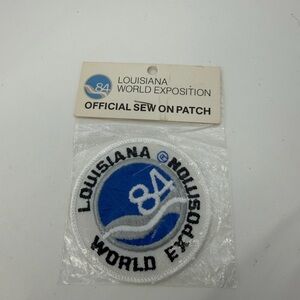 84
LOUISIANA
WORLD EXPOSITION
OFFICIAL SEW ON PATCH
LOUISIANA
84
WORLD EXPOSITION